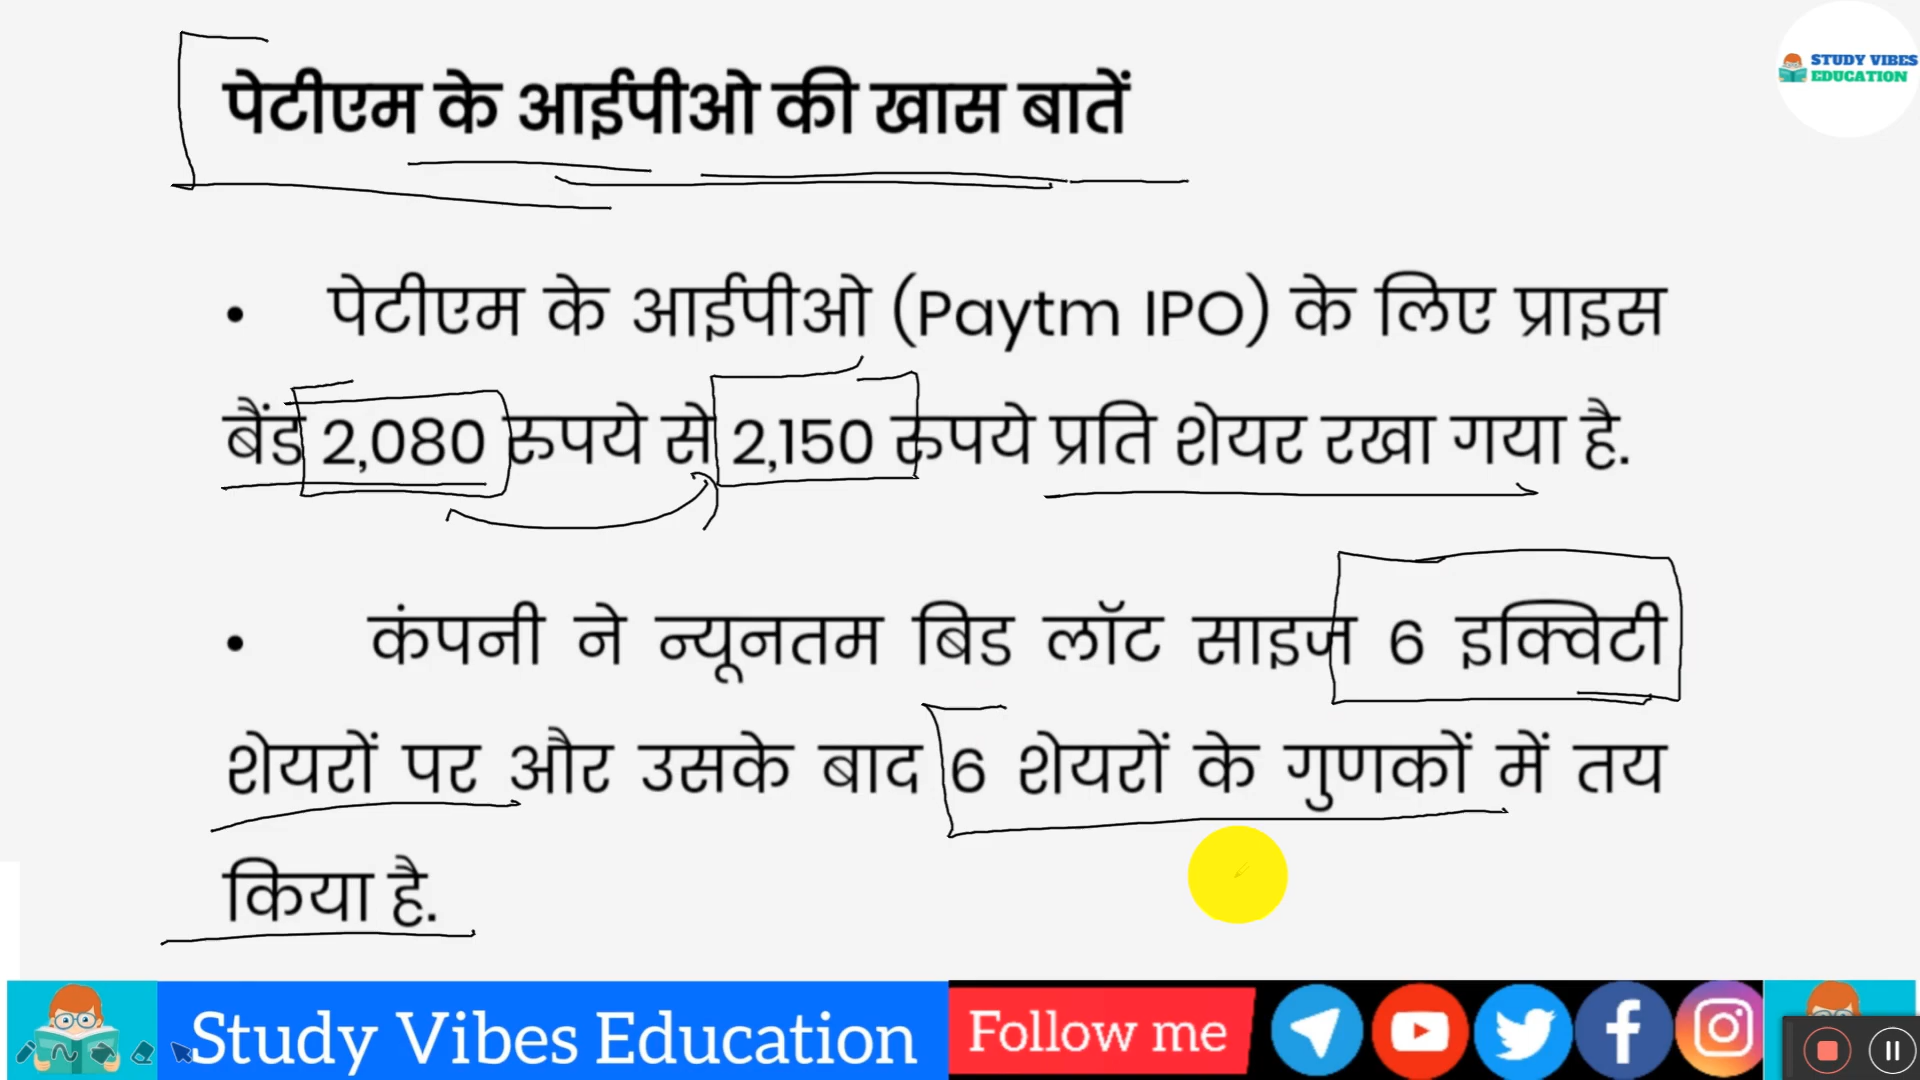 STUDY VIBES
EDUCATION
पेटीएम के आईपीओ की खास बातें
• पेटीएम के आईपीओ (Paytm IPO) के लिए प्राइस
बैंड 2,080 रुपये से 2,150 रुपये प्रति शेयर रखा गया है.
• कंपनी ने न्यूनतम बिड लॉट साइज 6 इक्विटी
शेयरों पर और उसके बाद 6 शेयरों के गुणकों में तय
किया है.
Study Vibes Education
Follow me